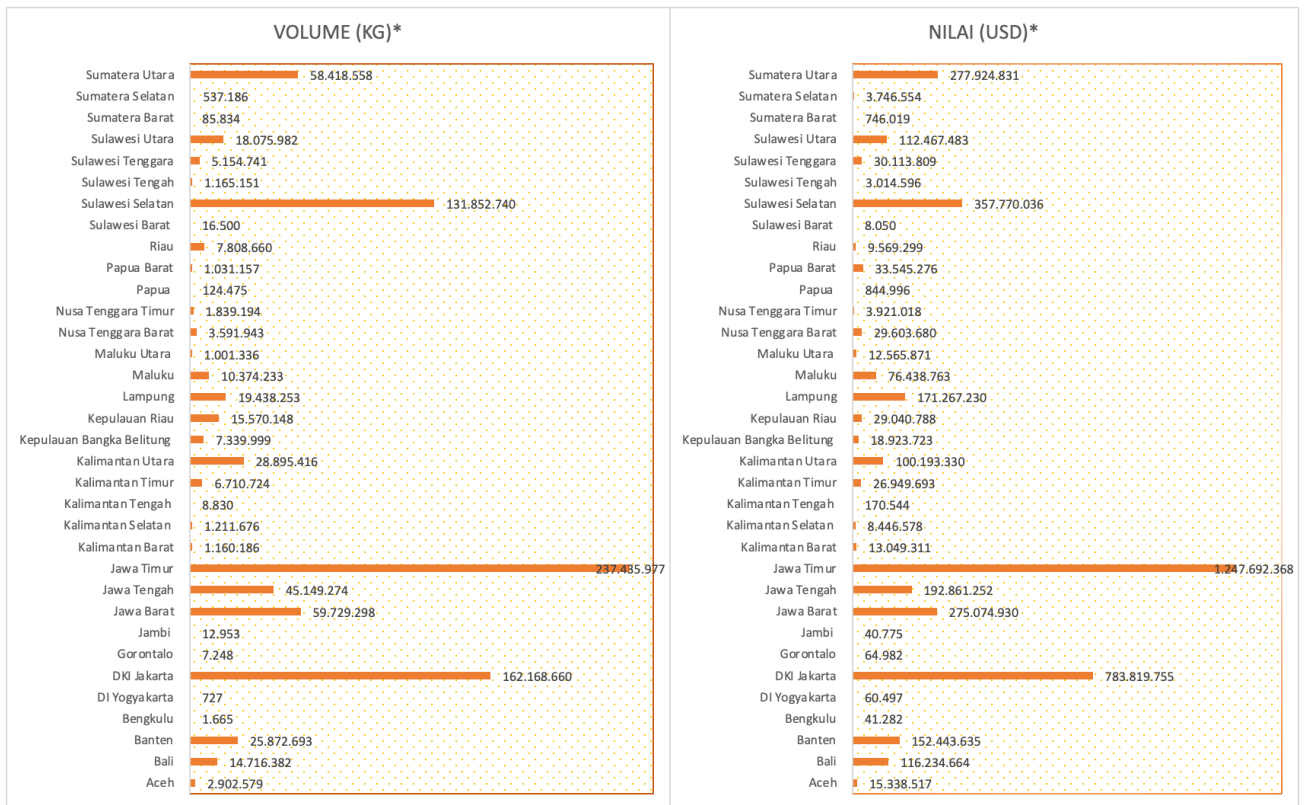 VOLUME (KG)*
Sumatera Utara 58.418.558
Sumatera Selatan 537.186
Sumatera Barat 85.834
Sulawesi Utara 18.075.982
Sulawesi Tenggara 5.154.741
Sulawesi Tengah 1.165.151
Sulawesi Selatan 131.852.740
Sulawesi Barat 16.500
Riau 7.808.660
Papua Barat 1.031.157
Papua 124.475
Nusa Tenggara Timur 1.839.194
Nusa Tenggara Barat 3.591.943
Maluku Utara 1.001.336
Maluku 10.374.233
Lampung 19.438.253
Kepulauan Riau 15.570.148
Kepulauan Bangka Belitung 7.339.999
Kalimantan Utara 28.895.416
Kalimantan Timur 6.710.724
Kalimantan Tengah 8.830
Kalimantan Selatan 1.211.676
Kalimantan Barat 1.160.186
Jawa Timur 237.435.977
Jawa Tengah 45.149.274
Jawa Barat 59.729.298
Jambi 12.953
Gorontalo 7.248
DKI Jakarta 162.168.660
DI Yogyakarta 727
Bengkulu 1.665
Banten 25.872.693
Bali 14.716.382
Aceh 2.902.579
NILAI (USD)*
Sumatera Utara 277.924.831
Sumatera Selatan 3.746.554
Sumatera Barat 746.019
Sulawesi Utara 112.467.483
Sulawesi Tenggara 30.113.809
Sulawesi Tengah 3.014.596
Sulawesi Selatan 357.770.036
Sulawesi Barat 8.050
Riau 9.569.299
Papua Barat 33.545.276
Papua 844.996
Nusa Tenggara Timur 3.921.018
Nusa Tenggara Barat 29.603.680
Maluku Utara 12.565.871
Maluku 76.438.763
Lampung 171.267.230
Kepulauan Riau 29.040.788
Kepulauan Bangka Belitung 18.923.723
Kalimantan Utara 100.193.330
Kalimantan Timur 26.949.693
Kalimantan Tengah 170.544
Kalimantan Selatan 8.446.578
Kalimantan Barat 13.049.311
Jawa Timur 1.247.692.368
Jawa Tengah 192.861.252
Jawa Barat 275.074.930
Jambi 40.775
Gorontalo 64.982
DKI Jakarta 783.819.755
DI Yogyakarta 60.497
Bengkulu 41.282
Banten 152.443.635
Bali 116.234.664
Aceh 15.338.517